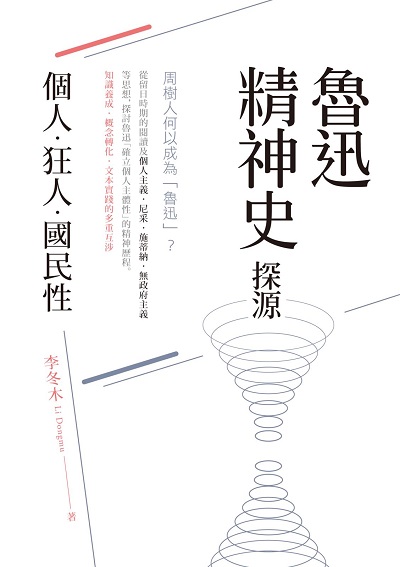 魯迅
精神史探源
周樹人何以成為「魯迅」？
從留日時期的閱讀及個人主義．尼采．施蒂納．無政府主義
等思想，探討魯迅「確立個人主體性」的精神歷程。
知識養成．概念轉化．文本實踐的多重互涉
個人．狂人．國民性
李冬木 Li Dongmu 著